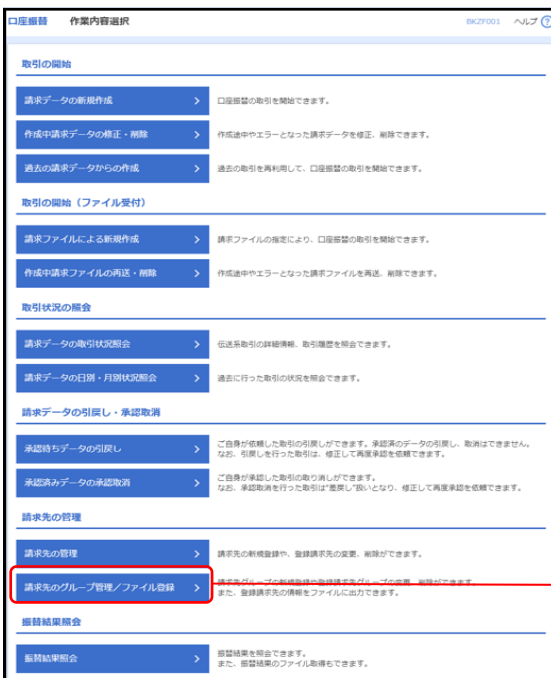 口座振替 作業内容選択 BKZF001 ヘルプ ?
取引の開始
請求データの新規作成 > 口座振替の取引を開始できます。
作成中請求データの修正・削除 > 作成途中やエラーとなった請求データを修正、削除できます。
過去の請求データからの作成 > 過去の取引を再利用して、口座振替の取引を開始できます。
取引の開始(ファイル受付)
請求ファイルによる新規作成 > 請求ファイルの指定により、口座振替の取引を開始できます。
作成中請求ファイルの再送・削除 > 作成途中やエラーとなった請求ファイルを再送、削除できます。
取引状況の照会
請求データの取引状況照会 > 伝送系取引の詳細情報、取引履歴を照会できます。
請求データの日別・月別状況照会 > 過去に行った取引の状況を照会できます。
請求データの引戻し・承認取消
承認待ちデータの引戻し > ご自身が依頼した取引の引戻しができます。承認済のデータの引戻し、取消はできません。
なお、引戻しを行った取引は、修正して再度承認を依頼できます。
承認済みデータの承認取消 > ご自身が承認した取引の取り消しができます。
なお、承認取消を行った取引は"差戻し"扱いとなり、修正して再度承認を依頼できます。
請求先の管理
請求先の管理 > 請求先の新規登録や、登録請求先の変更、削除ができます。
請求先のグループ管理/ファイル登録 > 請求先グループの新規登録や登録請求先グループの変更、削除ができます。
また、登録請求先の情報をファイルに出力できます。
振替結果照会
振替結果照会 > 振替結果を照会できます。
また、振替結果のファイル取得もできます。